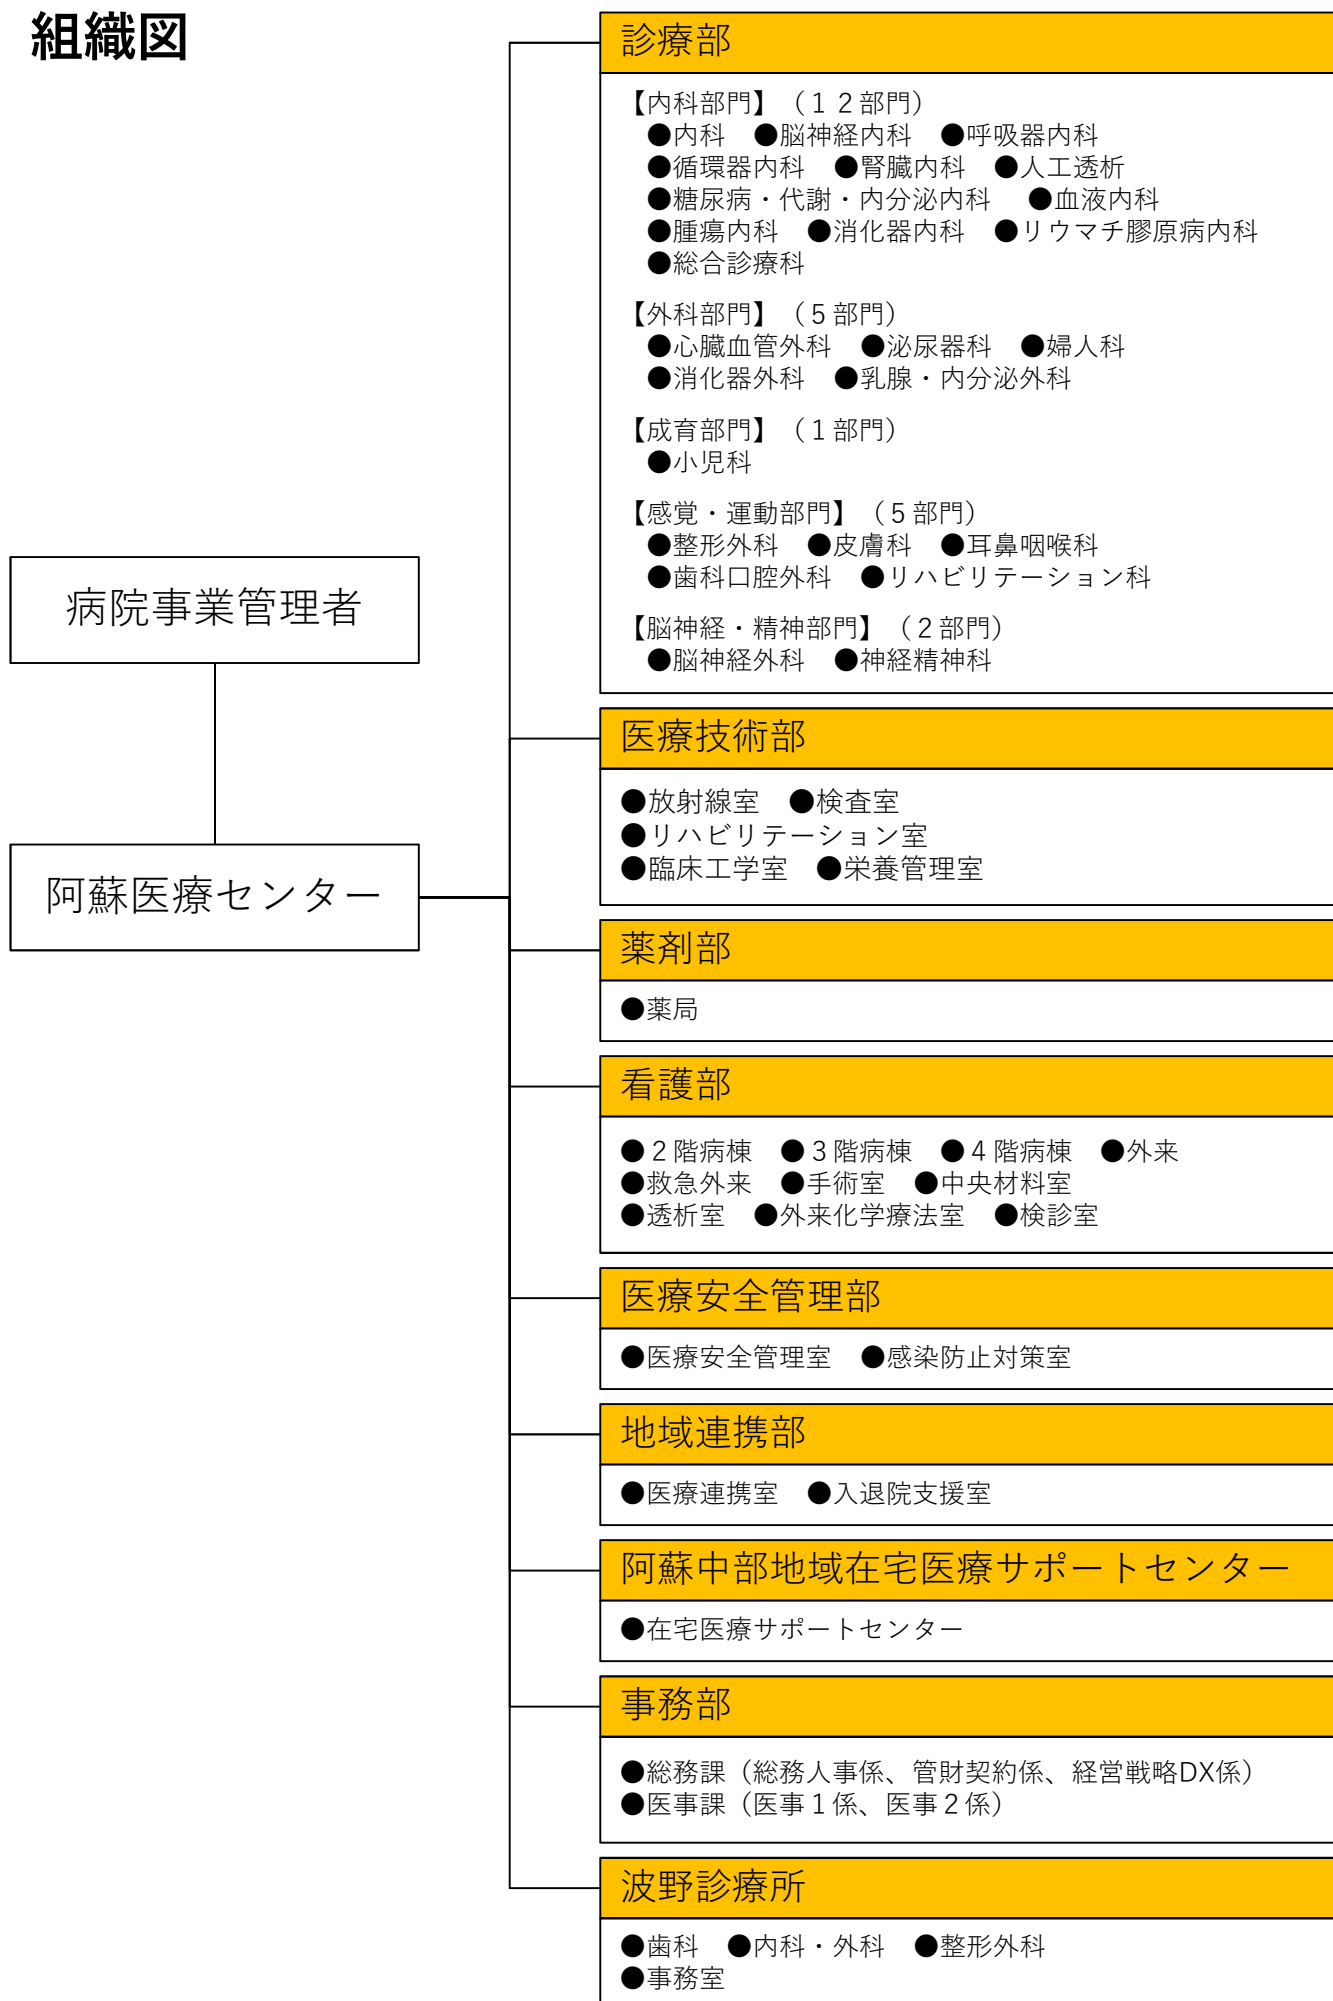 組織図
病院事業管理者
阿蘇医療センター
診療部
【内科部門】（１２部門）
●内科　●脳神経内科　●呼吸器内科
●循環器内科　●腎臓内科　●人工透析
●糖尿病・代謝・内分泌内科　●血液内科
●腫瘍内科　●消化器内科　●リウマチ膠原病内科
●総合診療科
【外科部門】（５部門）
●心臓血管外科　●泌尿器科　●婦人科
●消化器外科　●乳腺・内分泌外科
【成育部門】（１部門）
●小児科
【感覚・運動部門】（５部門）
●整形外科　●皮膚科　●耳鼻咽喉科
●歯科口腔外科　●リハビリテーション科
【脳神経・精神部門】（２部門）
●脳神経外科　●神経精神科
医療技術部
●放射線室　●検査室
●リハビリテーション室
●臨床工学室　●栄養管理室
薬剤部
●薬局
看護部
●２階病棟　●３階病棟　●４階病棟　●外来
●救急外来　●手術室　●中央材料室
●透析室　●外来化学療法室　●検診室
医療安全管理部
●医療安全管理室　●感染防止対策室
地域連携部
●医療連携室　●入退院支援室
阿蘇中部地域在宅医療サポートセンター
●在宅医療サポートセンター
事務部
●総務課（総務人事係、管財契約係、経営戦略DX係）
●医事課（医事１係、医事２係）
波野診療所
●歯科　●内科・外科　●整形外科
●事務室